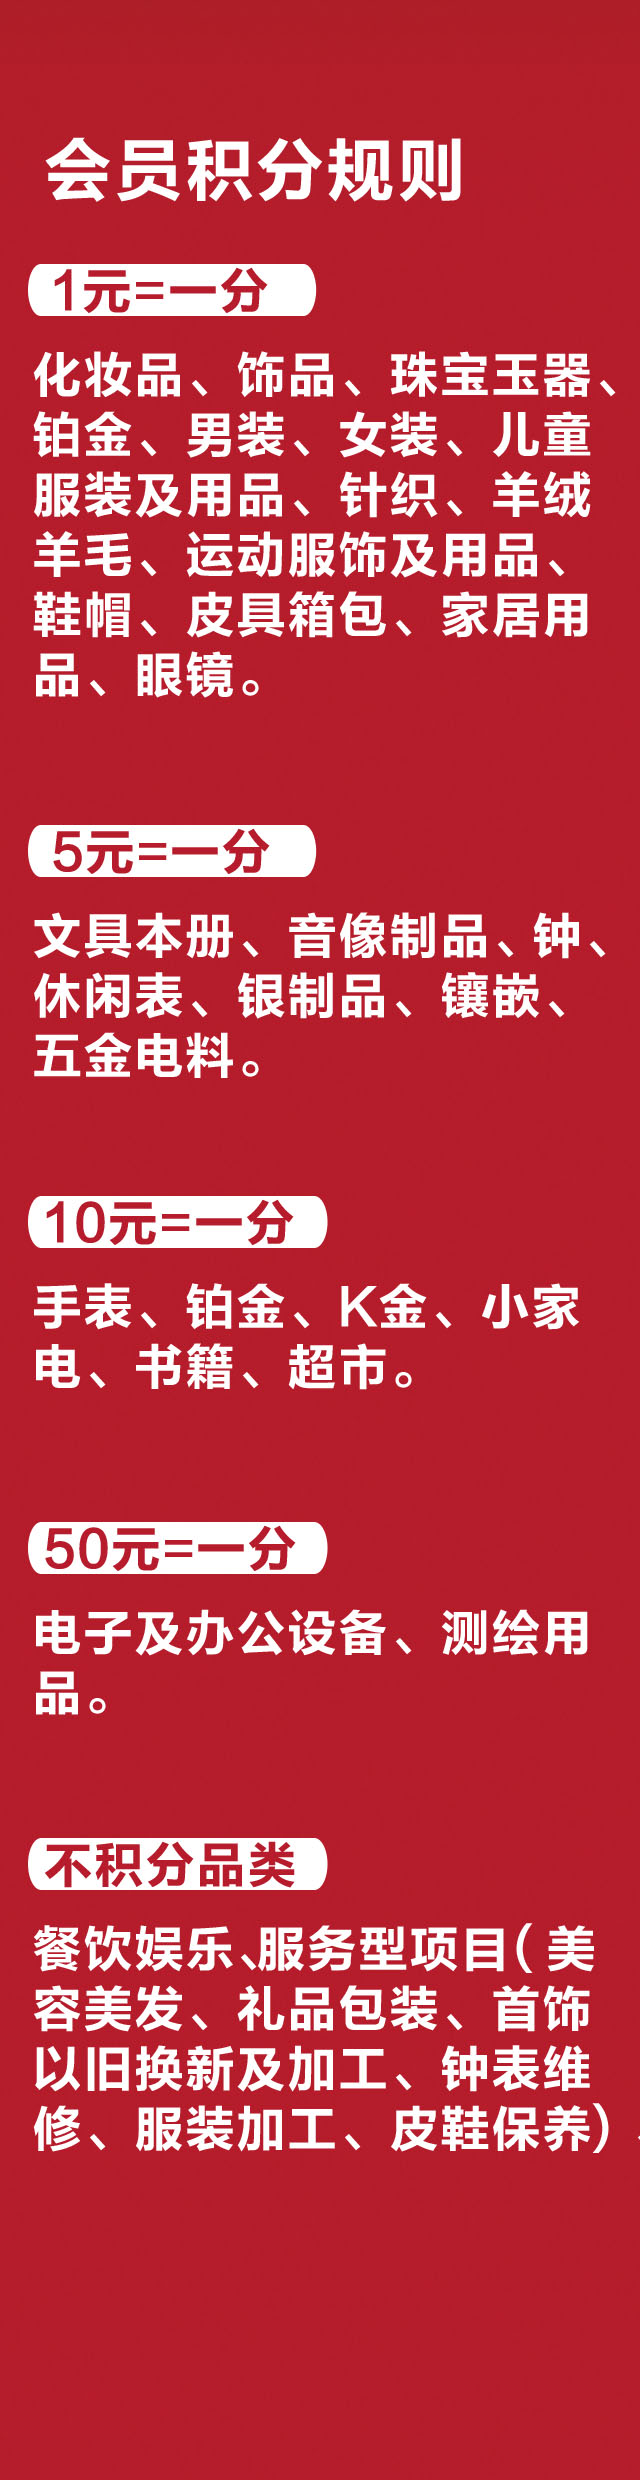 会员积分规则
1元=一分
化妆品、饰品、珠宝玉器、
铂金、男装、女装、儿童
服装及用品、针织、羊绒
羊毛、运动服饰及用品、
鞋帽、皮具箱包、家居用
品、眼镜。
5元=一分
文具本册、音像制品、钟、
休闲表、银制品、镶嵌、
五金电料。
10元=一分
手表、铂金、K金、小家
电、书籍、超市。
50元=一分
电子及办公设备、测绘用
品。
不积分品类
餐饮娱乐、服务型项目(美
容美发、礼品包装、首饰
以旧换新及加工、钟表维
修、服装加工、皮鞋保养)、